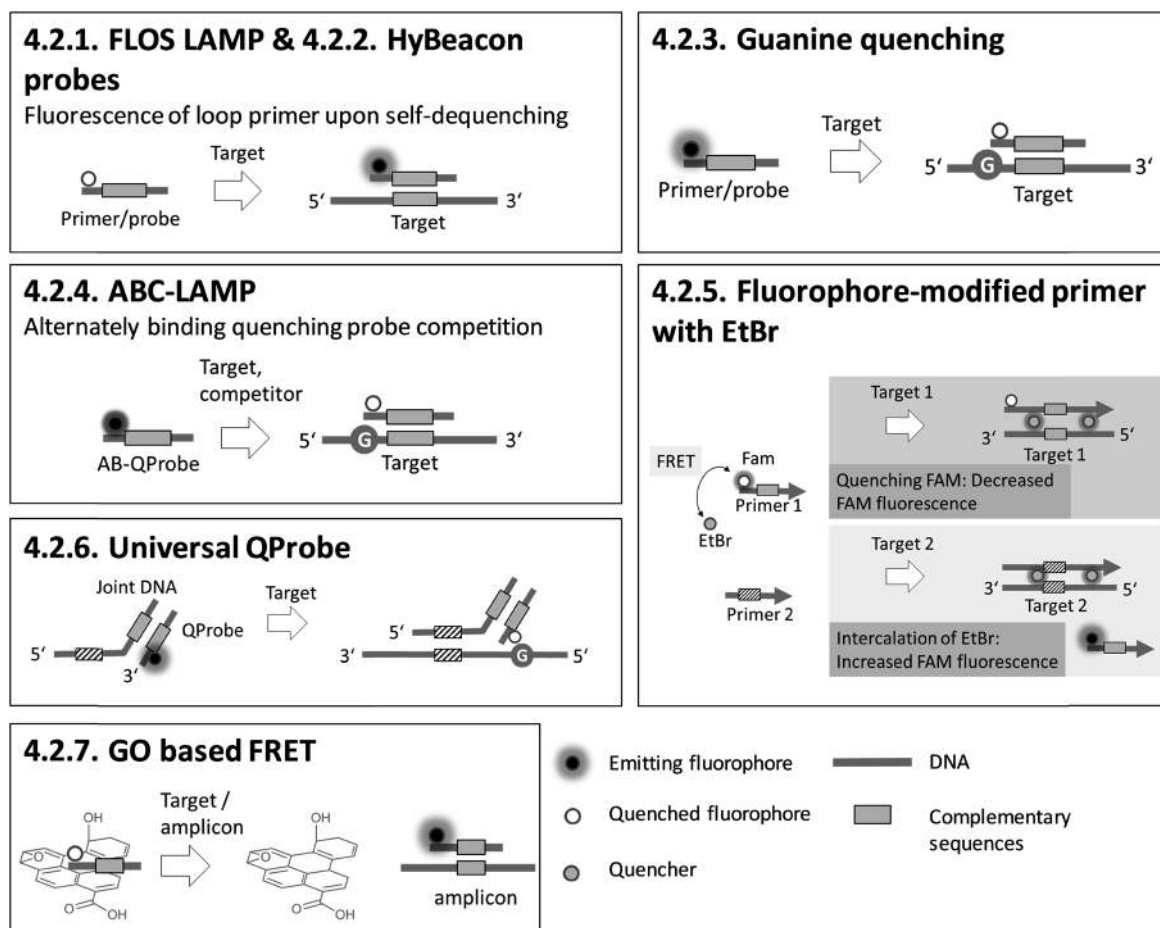 4.2.1. FLOS LAMP & 4.2.2. HyBeacon
probes
Fluorescence of loop primer upon self-dequenching
Target
Primer/probe
5‘
3‘
Target
4.2.3. Guanine quenching
Target
Primer/probe
5‘
G
3‘
Target
4.2.4. ABC-LAMP
Alternately binding quenching probe competition
Target,
competitor
AB-QProbe
5‘
G
3‘
Target
4.2.5. Fluorophore-modified primer
with EtBr
Target 1
3‘
5‘
Target 1
FRET
Fam
Primer 1
EtBr
Quenching FAM: Decreased
FAM fluorescence
Target 2
3‘
5‘
Target 2
Primer 2
Intercalation of EtBr:
Increased FAM fluorescence
4.2.6. Universal QProbe
Joint DNA
Target
QProbe
5‘
3‘
3‘
G
5‘
4.2.7. GO based FRET
Target /
amplicon
OH
O
O
OH
OH
O
O
OH
amplicon
Emitting fluorophore
DNA
Quenched fluorophore
Complementary
sequences
Quencher